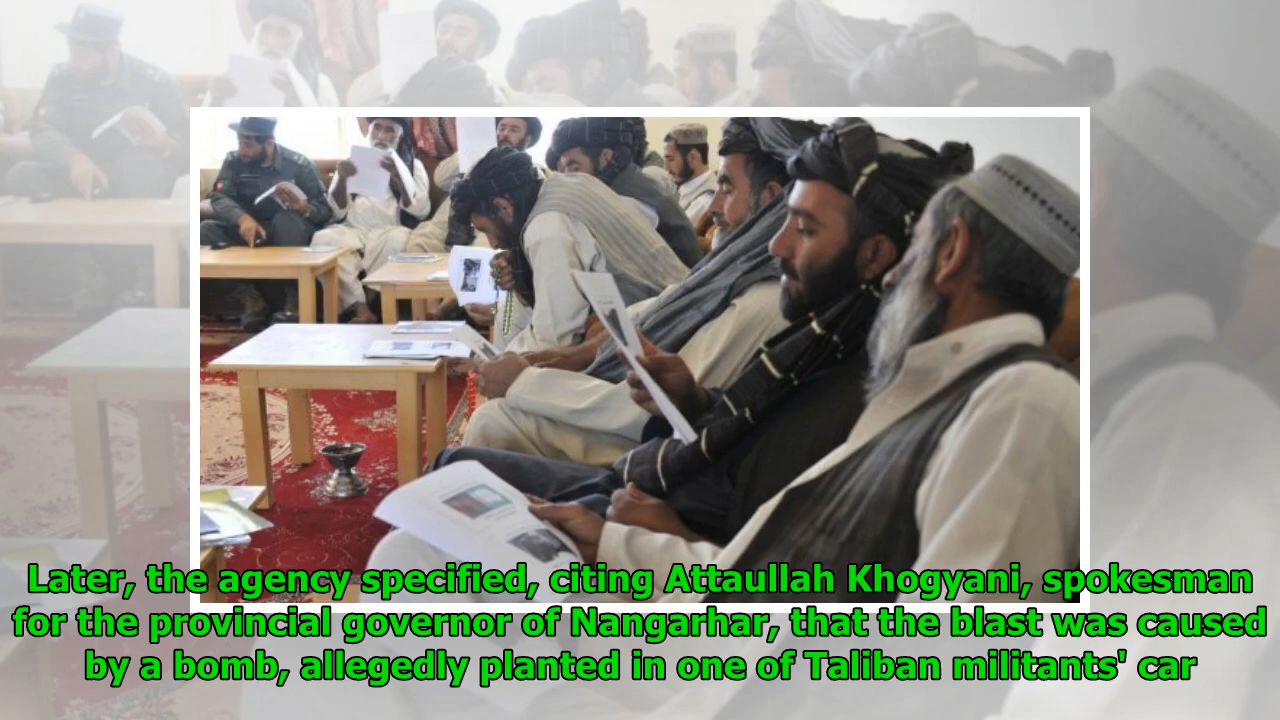 Later, the agency specified, citing Attaullah Khogyani, spokesman
for the provincial governor of Nangarhar, that the blast was caused
by a bomb, allegedly planted in one of Taliban militants' car